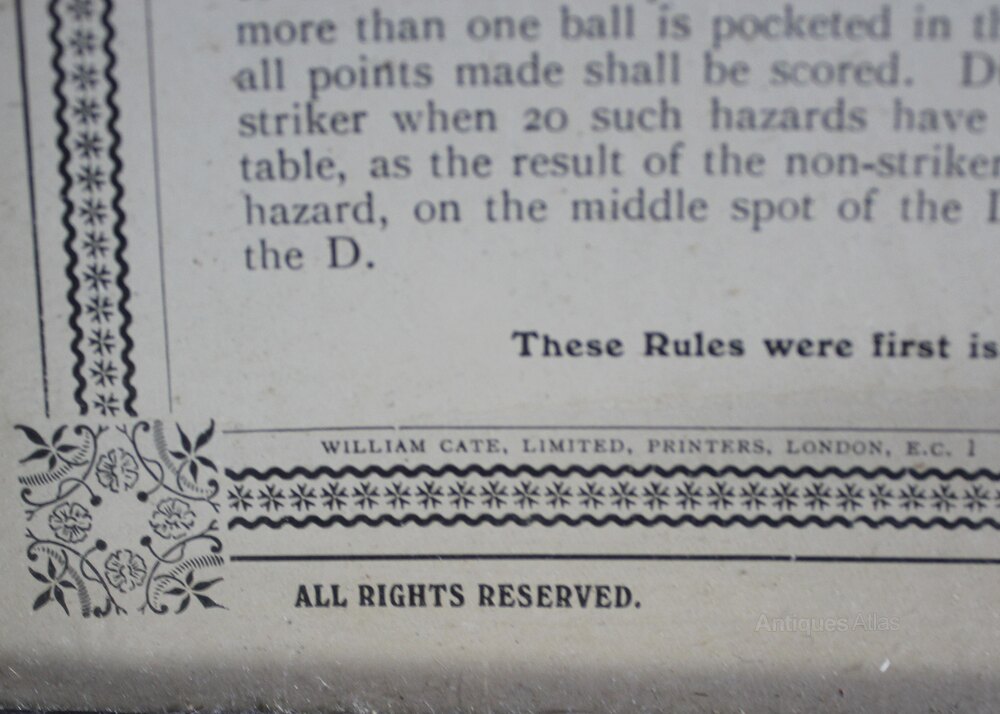 more than one ball is pocketed in th
all points made shall be scored. D
striker when 20 such hazards have
table, as the result of the non-striker
hazard, on the middle spot of the
the D.
These Rules were first is
WILLIAM CATE, LIMITED, PRINTERS, LONDON, E.C. 1
ALL RIGHTS RESERVED.
Antiques Atlas